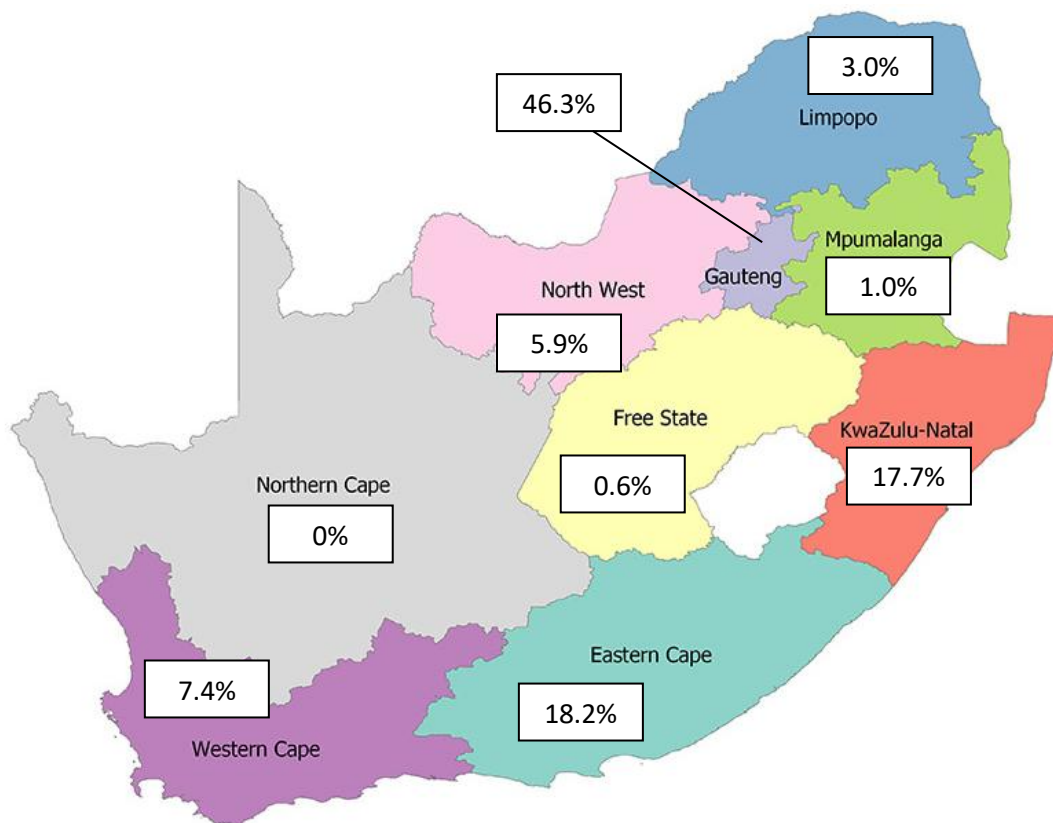 3.0%
46.3%
Limpopo
Mpumalanga
Gauteng
1.0%
North West
5.9%
Free State
KwaZulu-Natal
0.6%
17.7%
Northern Cape
0%
Eastern Cape
7.4%
18.2%
Western Cape